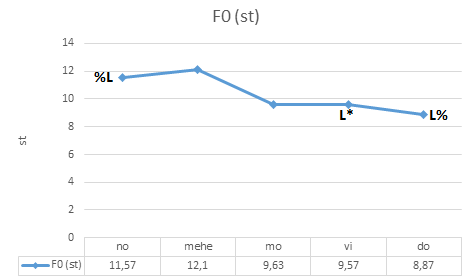 F0 (st)
14
12
10
8
6
4
2
0
st
%L
L*
L%
no mehe mo vi do
F0 (st) 11,57 12,1 9,63 9,57 8,87